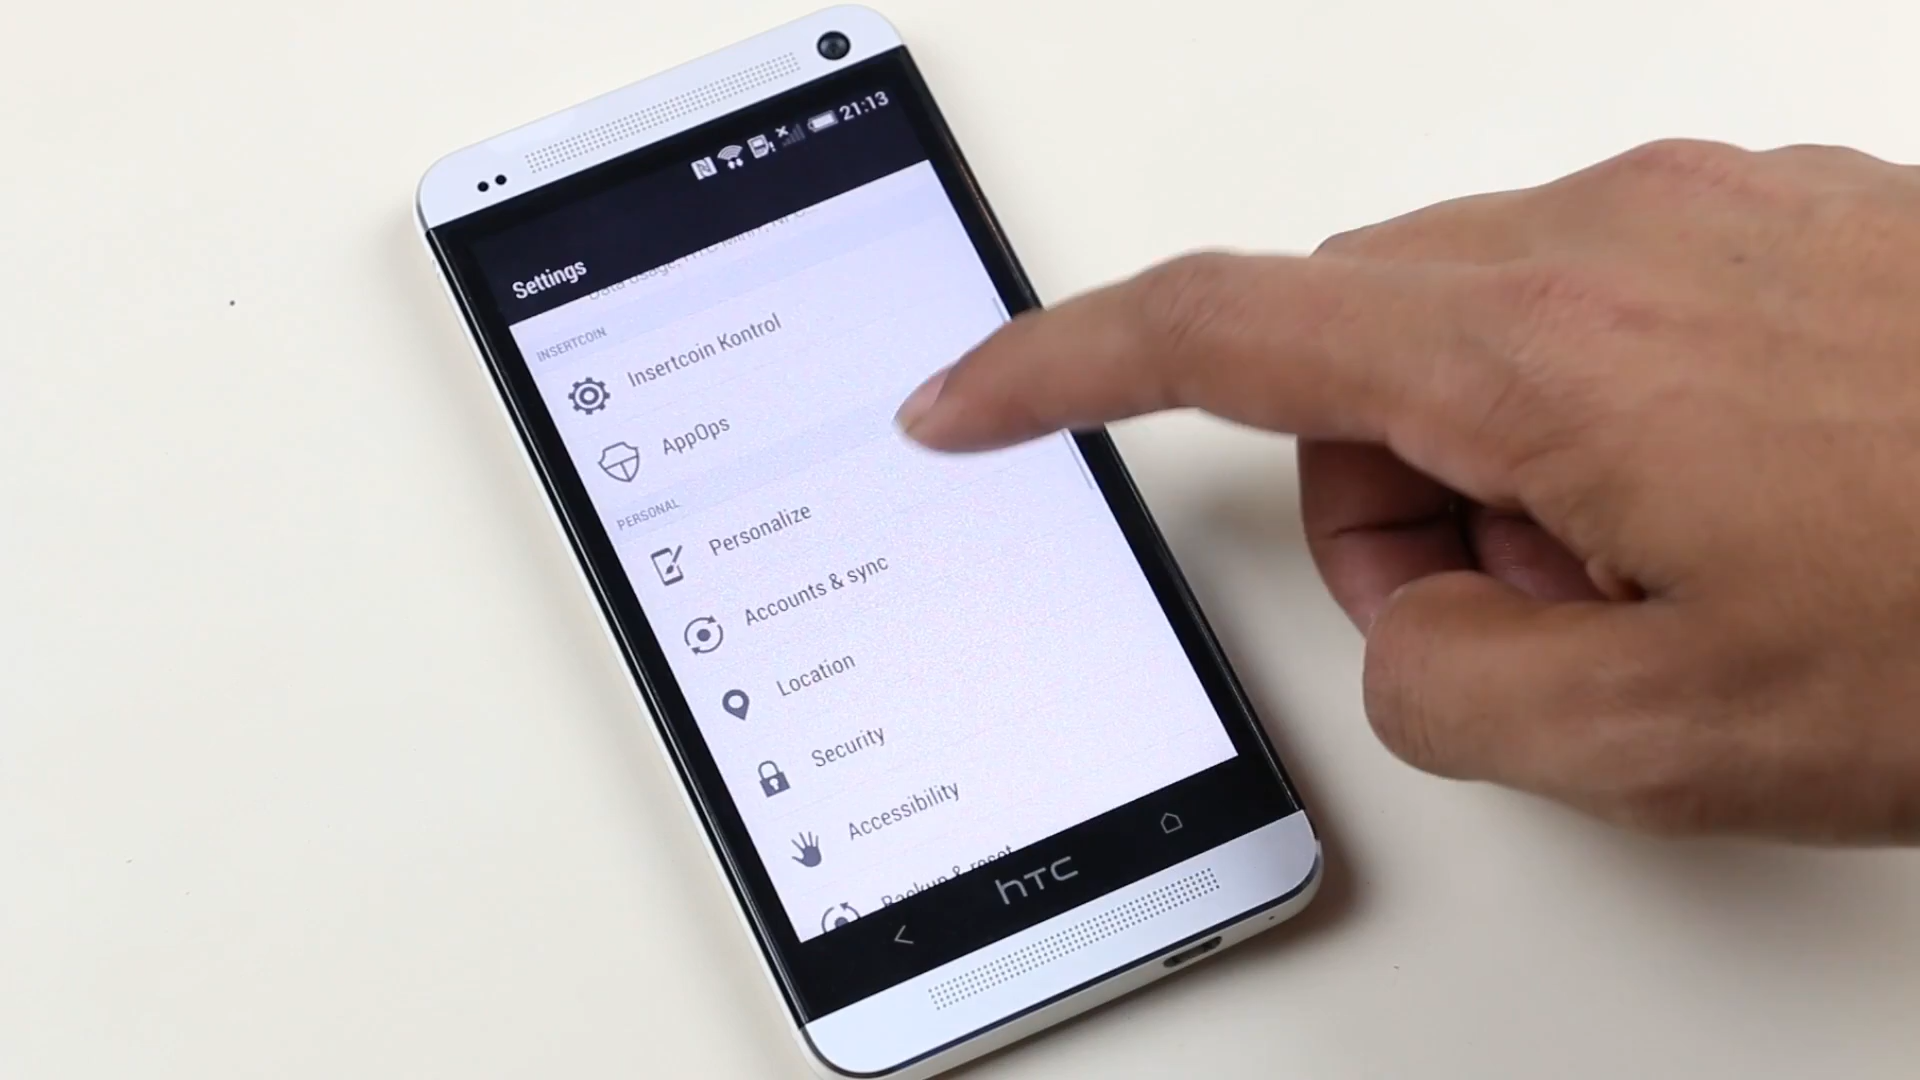 21:13
Settings
INSERTCOIN
Insertcoin Kontrol
AppOps
PERSONAL
Personalize
Accounts & sync
Location
Security
Accessibility
Backup & reset
hTC